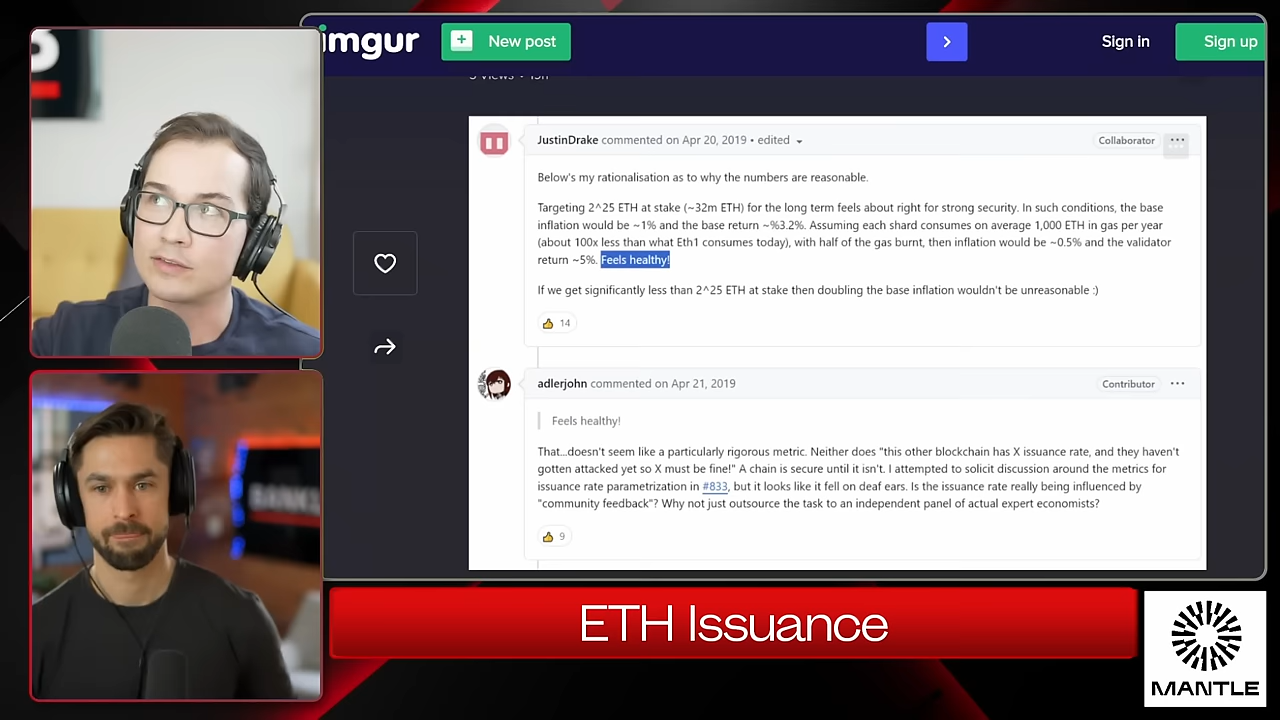 imgur
New post
Sign in
Sign up
JustinDrake commented on Apr 20, 2019 • edited
Collaborator
Below's my rationalisation as to why the numbers are reasonable.
Targeting 2^25 ETH at stake (~32m ETH) for the long term feels about right for strong security. In such conditions, the base
inflation would be ~1% and the base return ~%3.2%. Assuming each shard consumes on average 1,000 ETH in gas per year
(about 100x less than what Eth1 consumes today), with half of the gas burnt, then inflation would be ~0.5% and the validator
return ~5%. Feels healthy!
If we get significantly less than 2^25 ETH at stake then doubling the base inflation wouldn't be unreasonable :)
14
adlerjohn commented on Apr 21, 2019
Contributor
Feels healthy!
That...doesn't seem like a particularly rigorous metric. Neither does "this other blockchain has X issuance rate, and they haven't
gotten attacked yet so X must be fine!" A chain is secure until it isn't. I attempted to solicit discussion around the metrics for
issuance rate parametrization in #833, but it looks like it fell on deaf ears. Is the issuance rate really being influenced by
"community feedback"? Why not just outsource the task to an independent panel of actual expert economists?
9
ETH Issuance
MANTLE